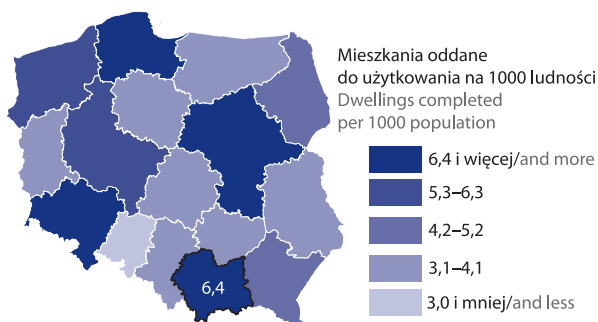 Mieszkania oddane
do użytkowania na 1000 ludności
Dwellings completed
per 1000 population
6,4 i więcej/and more
5,3–6,3
4,2–5,2
3,1–4,1
3,0 i mniej/and less
6,4